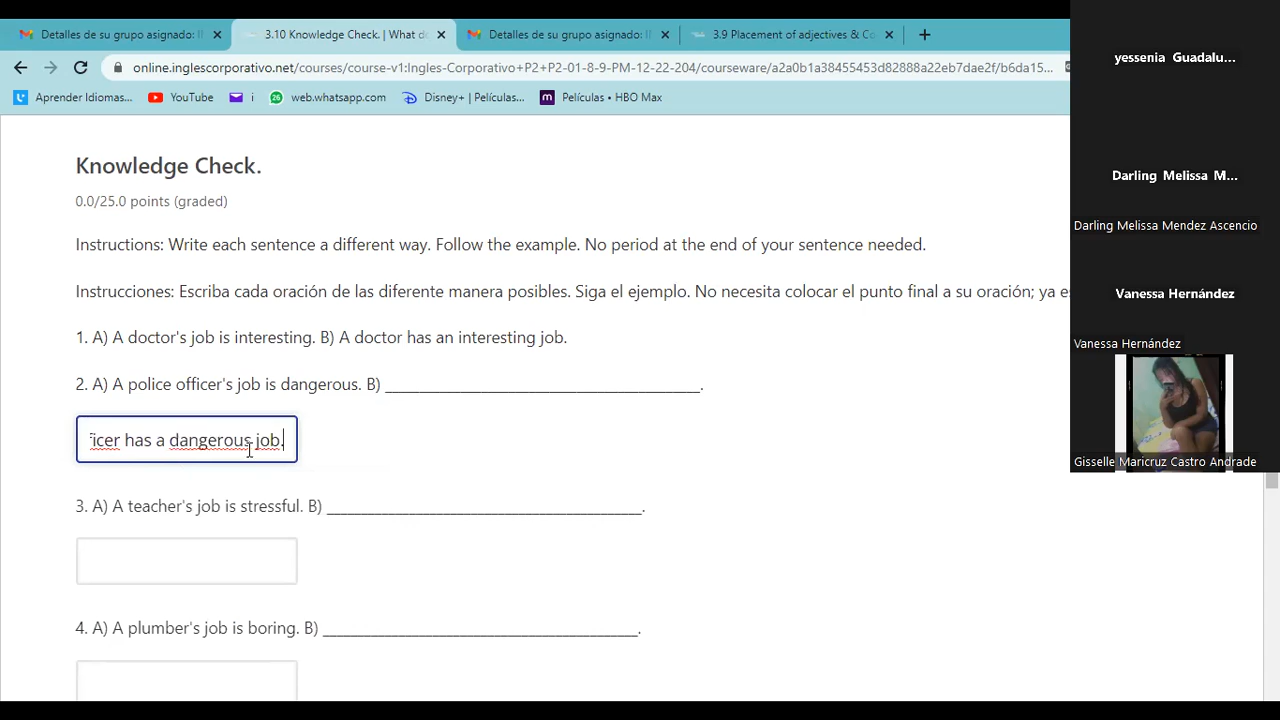 Detalles de su grupo asignado: I
3.10 Knowledge Check. | What d
Detalles de su grupo asignado: I
3.9 Placement of adjectives & Co
online.inglescorporativo.net/courses/course-v1:Ingles-Corporativo+P2+P2-01-8-9-PM-12-22-204/courseware/a2a0b1a38455453d82888a22eb7dae2f/b6da15...
Aprender Idiomas...
YouTube
i
web.whatsapp.com
Disney+ | Películas...
Películas • HBO Max
Knowledge Check.
0.0/25.0 points (graded)
Instructions: Write each sentence a different way. Follow the example. No period at the end of your sentence needed.
Instrucciones: Escriba cada oración de las diferente manera posibles. Siga el ejemplo. No necesita colocar el punto final a su oración; ya es
1. A) A doctor's job is interesting. B) A doctor has an interesting job.
2. A) A police officer's job is dangerous. B) ________________________________________.
ficer has a dangerous job.
3. A) A teacher's job is stressful. B) ________________________________________.
4. A) A plumber's job is boring. B) ________________________________________.
yessenia Guadalu...
Darling Melissa M...
Darling Melissa Mendez Ascencio
Vanessa Hernández
Vanessa Hernández
Gisselle Maricruz Castro Andrade